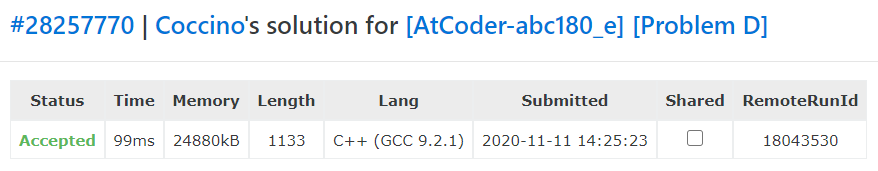 #28257770 | Coccino's solution for [AtCoder-abc180_e] [Problem D]
Status Time Memory Length Lang Submitted Shared RemoteRunId
Accepted 99ms 24880kB 1133 C++ (GCC 9.2.1) 2020-11-11 14:25:23 18043530